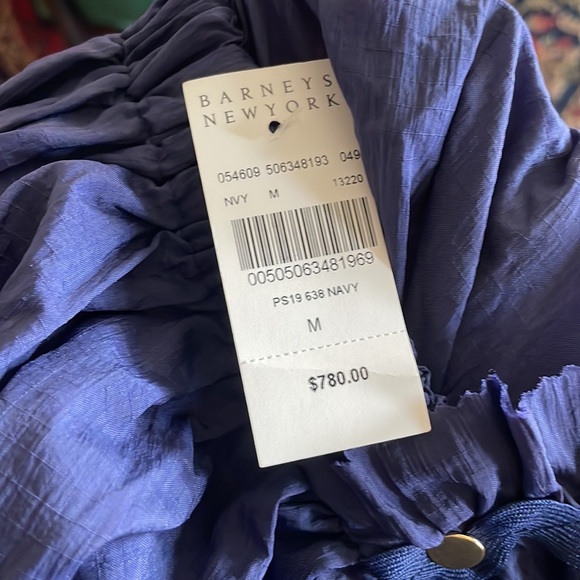 BARNEYS
NEWYORK
054609 506348193 049
NVY M 13220
00505063481969
PS19 638 NAVY
M
$780.00